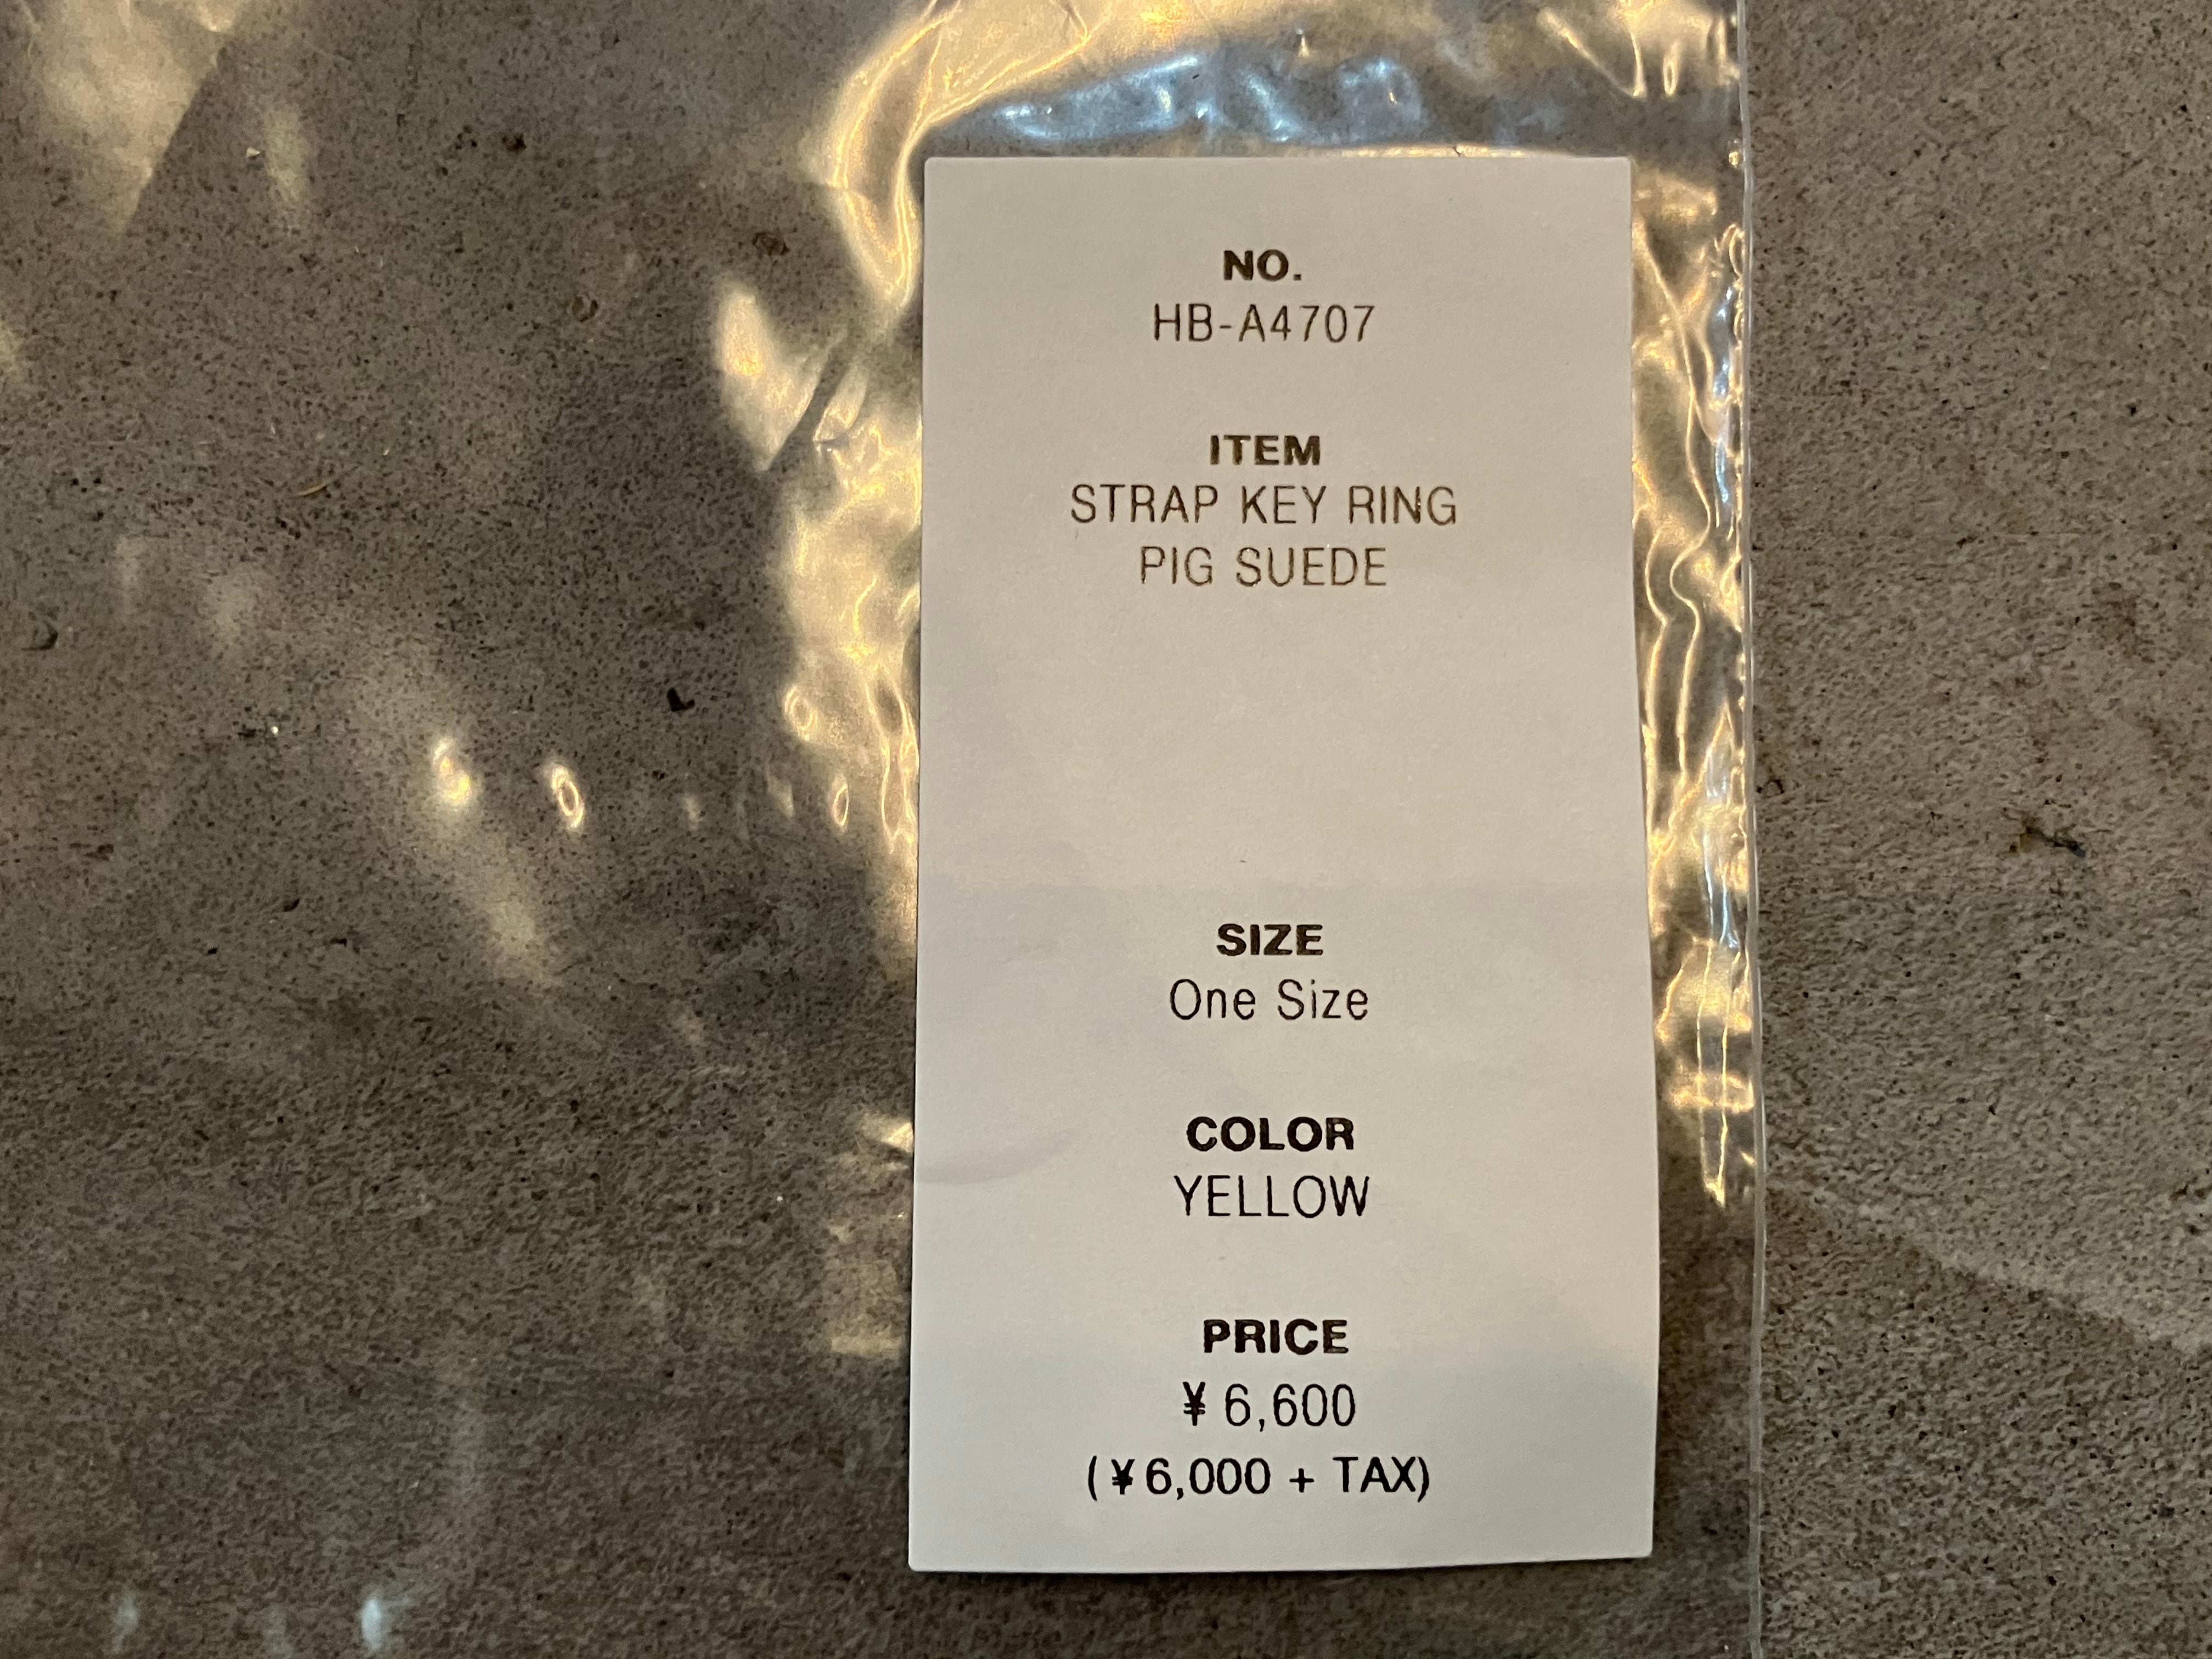 NO.
HB-A4707
ITEM
STRAP KEY RING
PIG SUEDE
SIZE
One Size
COLOR
YELLOW
PRICE
¥ 6,600
(¥6,000 + TAX)